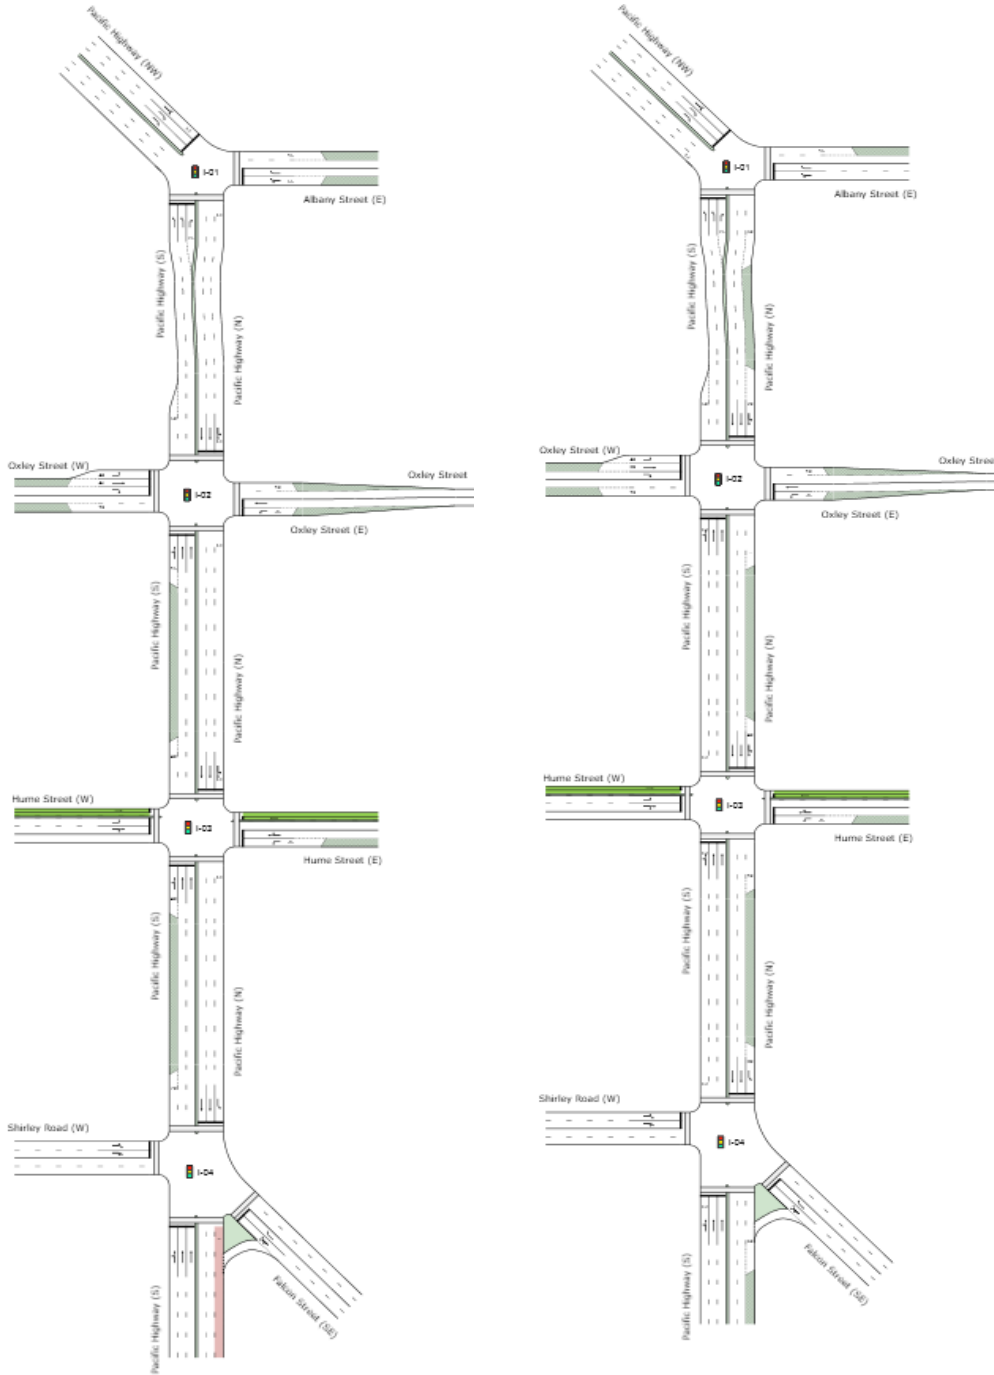 Pacific Highway (NW)
I-01
Albany Street (E)
Pacific Highway (S)
Pacific Highway (N)
Oxley Street (W)
Oxley Street
I-02
Oxley Street (E)
Pacific Highway (S)
Pacific Highway (N)
Hume Street (W)
I-03
Hume Street (E)
Pacific Highway (S)
Pacific Highway (N)
Shirley Road (W)
I-04
Falcon Street (SE)
Pacific Highway (S)
Pacific Highway (NW)
I-01
Albany Street (E)
Pacific Highway (S)
Pacific Highway (N)
Oxley Street (W)
Oxley Stree
I-02
Oxley Street (E)
Pacific Highway (S)
Pacific Highway (N)
Hume Street (W)
I-03
Hume Street (E)
Pacific Highway (S)
Pacific Highway (N)
Shirley Road (W)
I-04
Falcon Street (SE)
Pacific Highway (S)